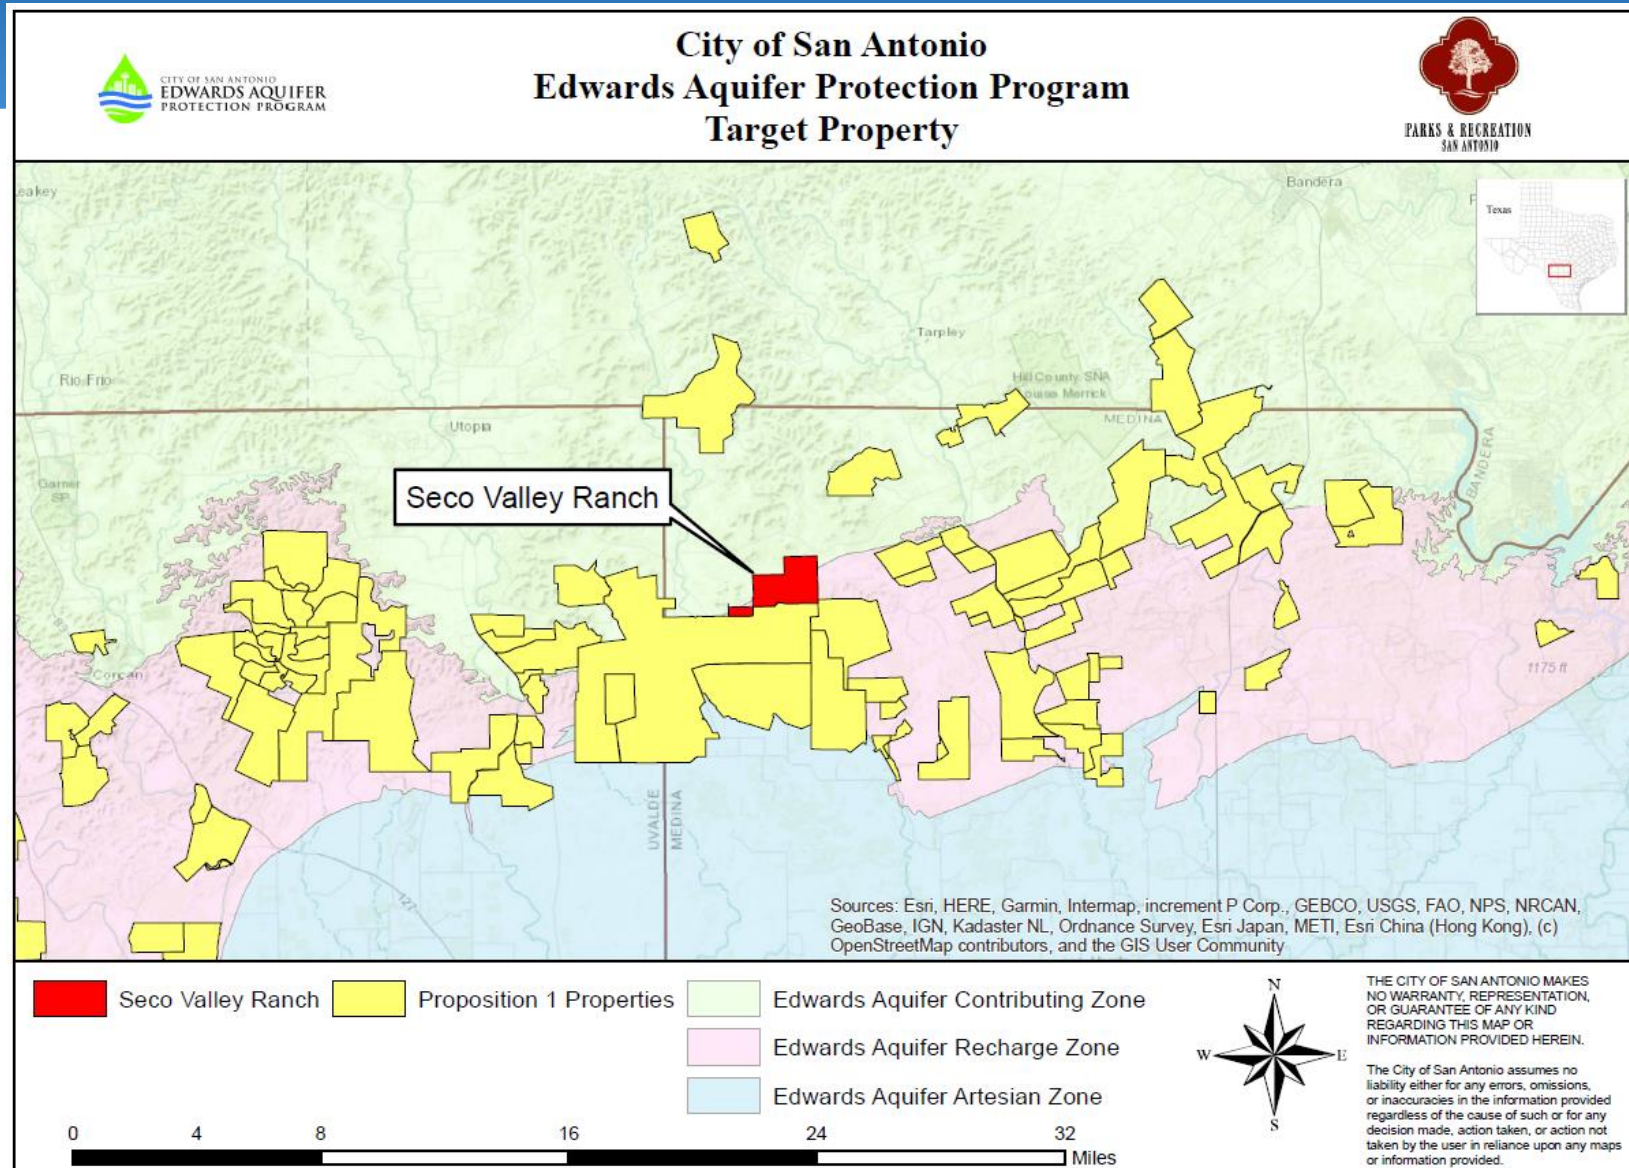 City of San Antonio
Edwards Aquifer Protection Program
Target Property
CITY OF SAN ANTONIO
EDWARDS AQUIFER
PROTECTION PROGRAM
PARKS & RECREATION
SAN ANTONIO
eakey
Bandera
Texas
Tarpley
Rio Frio
Hill County SNA
Louise Merrick
MEDINA
BANDERA
Utopia
Garner
SP
Seco Valley Ranch
Concan
1175 ft
UVALDE
MEDINA
127
Sources: Esri, HERE, Garmin, Intermap, increment P Corp., GEBCO, USGS, FAO, NPS, NRCAN,
GeoBase, IGN, Kadaster NL, Ordnance Survey, Esri Japan, METI, Esri China (Hong Kong), (c)
OpenStreetMap contributors, and the GIS User Community
Seco Valley Ranch
Proposition 1 Properties
Edwards Aquifer Contributing Zone
Edwards Aquifer Recharge Zone
Edwards Aquifer Artesian Zone
0 4 8 16 24 32
Miles
N
W E
S
THE CITY OF SAN ANTONIO MAKES
NO WARRANTY, REPRESENTATION,
OR GUARANTEE OF ANY KIND
REGARDING THIS MAP OR
INFORMATION PROVIDED HEREIN.
The City of San Antonio assumes no
liability either for any errors, omissions,
or inaccuracies in the information provided
regardless of the cause of such or for any
decision made, action taken, or action not
taken by the user in reliance upon any maps
or information provided.